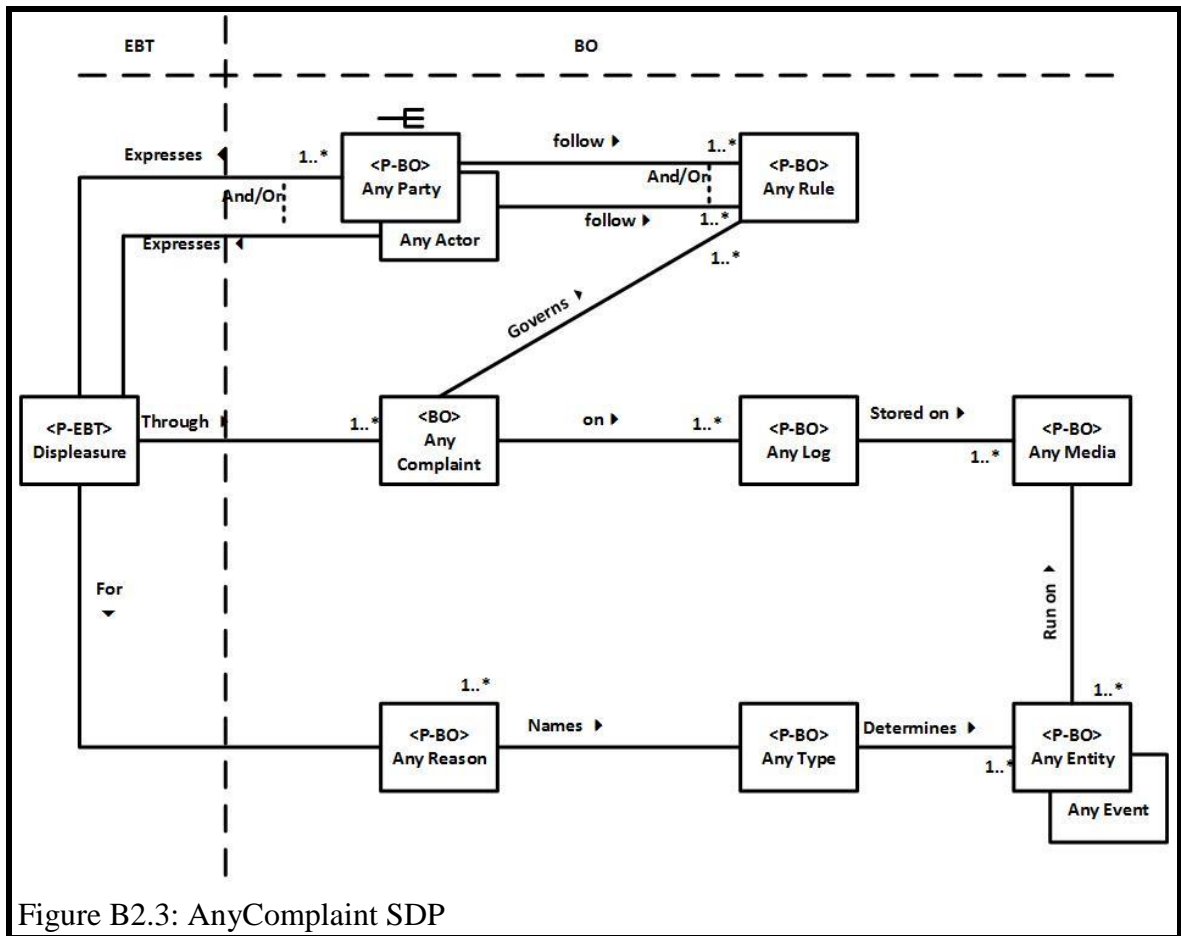 EBT
BO
Expresses
1..*
<P-BO>
Any Party
follow
1..*
<P-BO>
Any Rule
And/Or
And/Or
follow
1..*
Expresses
Any Actor
1..*
Governs
<P-EBT>
Displeasure
Through
1..*
<BO>
Any
Complaint
on
1..*
<P-BO>
Any Log
Stored on
1..*
<P-BO>
Any Media
For
Run on
1..*
<P-BO>
Any Reason
Names
<P-BO>
Any Type
Determines
1..*
1..*
<P-BO>
Any Entity
Any Event
Figure B2.3: AnyComplaint SDP